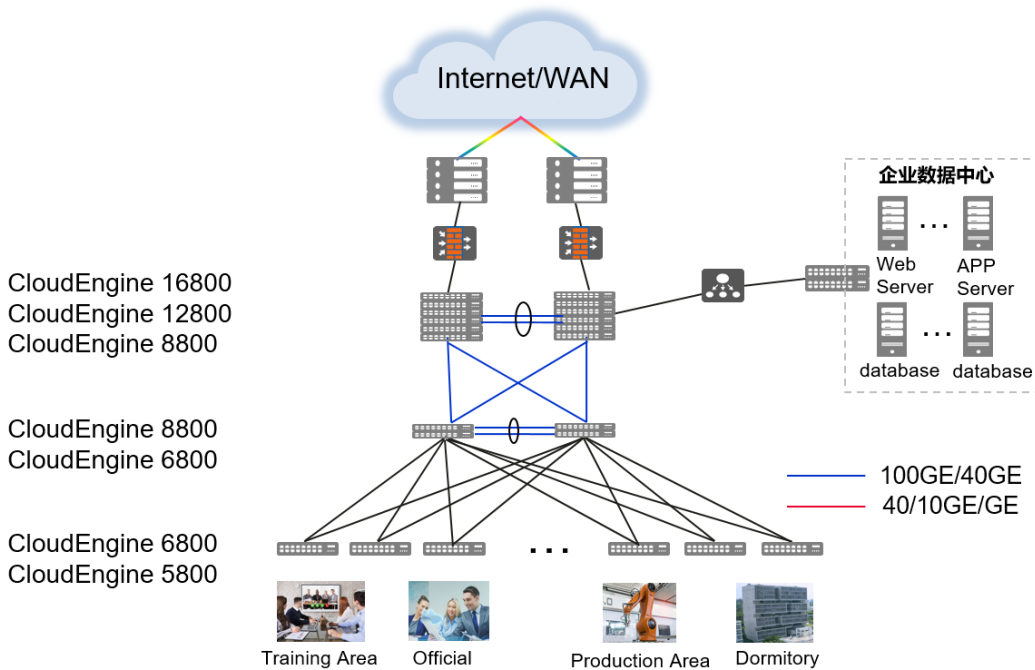 Internet/WAN
企业数据中心
Web
Server
APP
Server
database
database
CloudEngine 16800
CloudEngine 12800
CloudEngine 8800
CloudEngine 8800
CloudEngine 6800
100GE/40GE
40/10GE/GE
CloudEngine 6800
CloudEngine 5800
Training Area
Official
Production Area
Dormitory